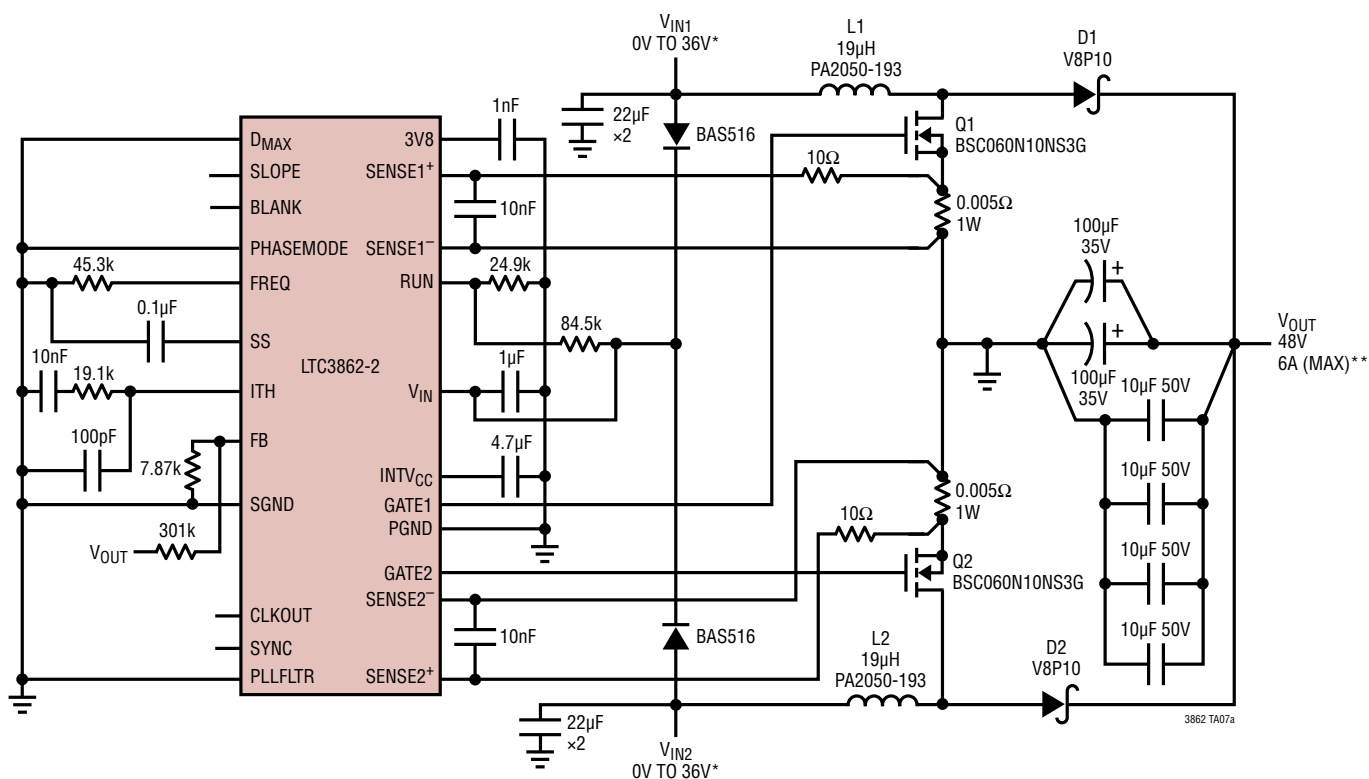 VIN1
0V TO 36V*
L1
19µH
PA2050-193
D1
V8P10
22µF
×2
BAS516
Q1
BSC060N10NS3G
1nF
DMAX
SLOPE
BLANK
PHASEMODE
FREQ
SS
ITH
FB
SGND
CLKOUT
SYNC
PLLFLTR
LTC3862-2
3V8
SENSE1+
SENSE1–
RUN
VIN
INTVCC
GATE1
PGND
GATE2
SENSE2–
SENSE2+
10Ω
10nF
0.005Ω
1W
45.3k
24.9k
0.1µF
84.5k
10nF
19.1k
1µF
100pF
7.87k
4.7µF
301k
VOUT
100µF
35V
+
+
100µF
35V
VOUT
48V
6A (MAX)**
10µF 50V
10µF 50V
10µF 50V
10µF 50V
0.005Ω
1W
10Ω
Q2
BSC060N10NS3G
10nF
BAS516
L2
19µH
PA2050-193
D2
V8P10
22µF
×2
VIN2
0V TO 36V*
3862 TA07a